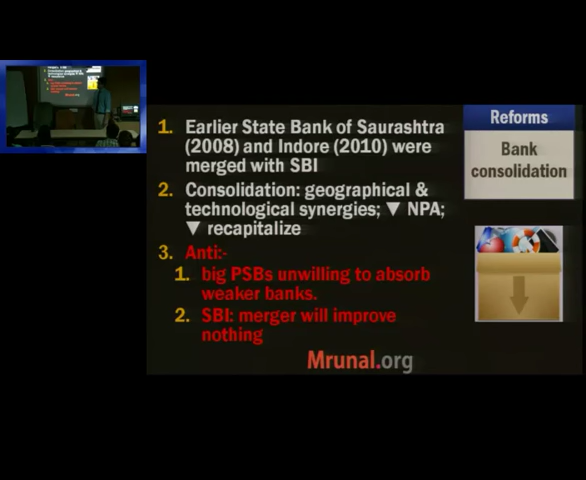 1. Earlier State Bank of Saurashtra
(2008) and Indore (2010) were
merged with SBI
2. Consolidation: geographical &
technological synergies; ▼ NPA;
▼ recapitalize
3. Anti:-
1. big PSBs unwilling to absorb
weaker banks.
2. SBI: merger will improve
nothing
Mrunal.org
Reforms
Bank
consolidation